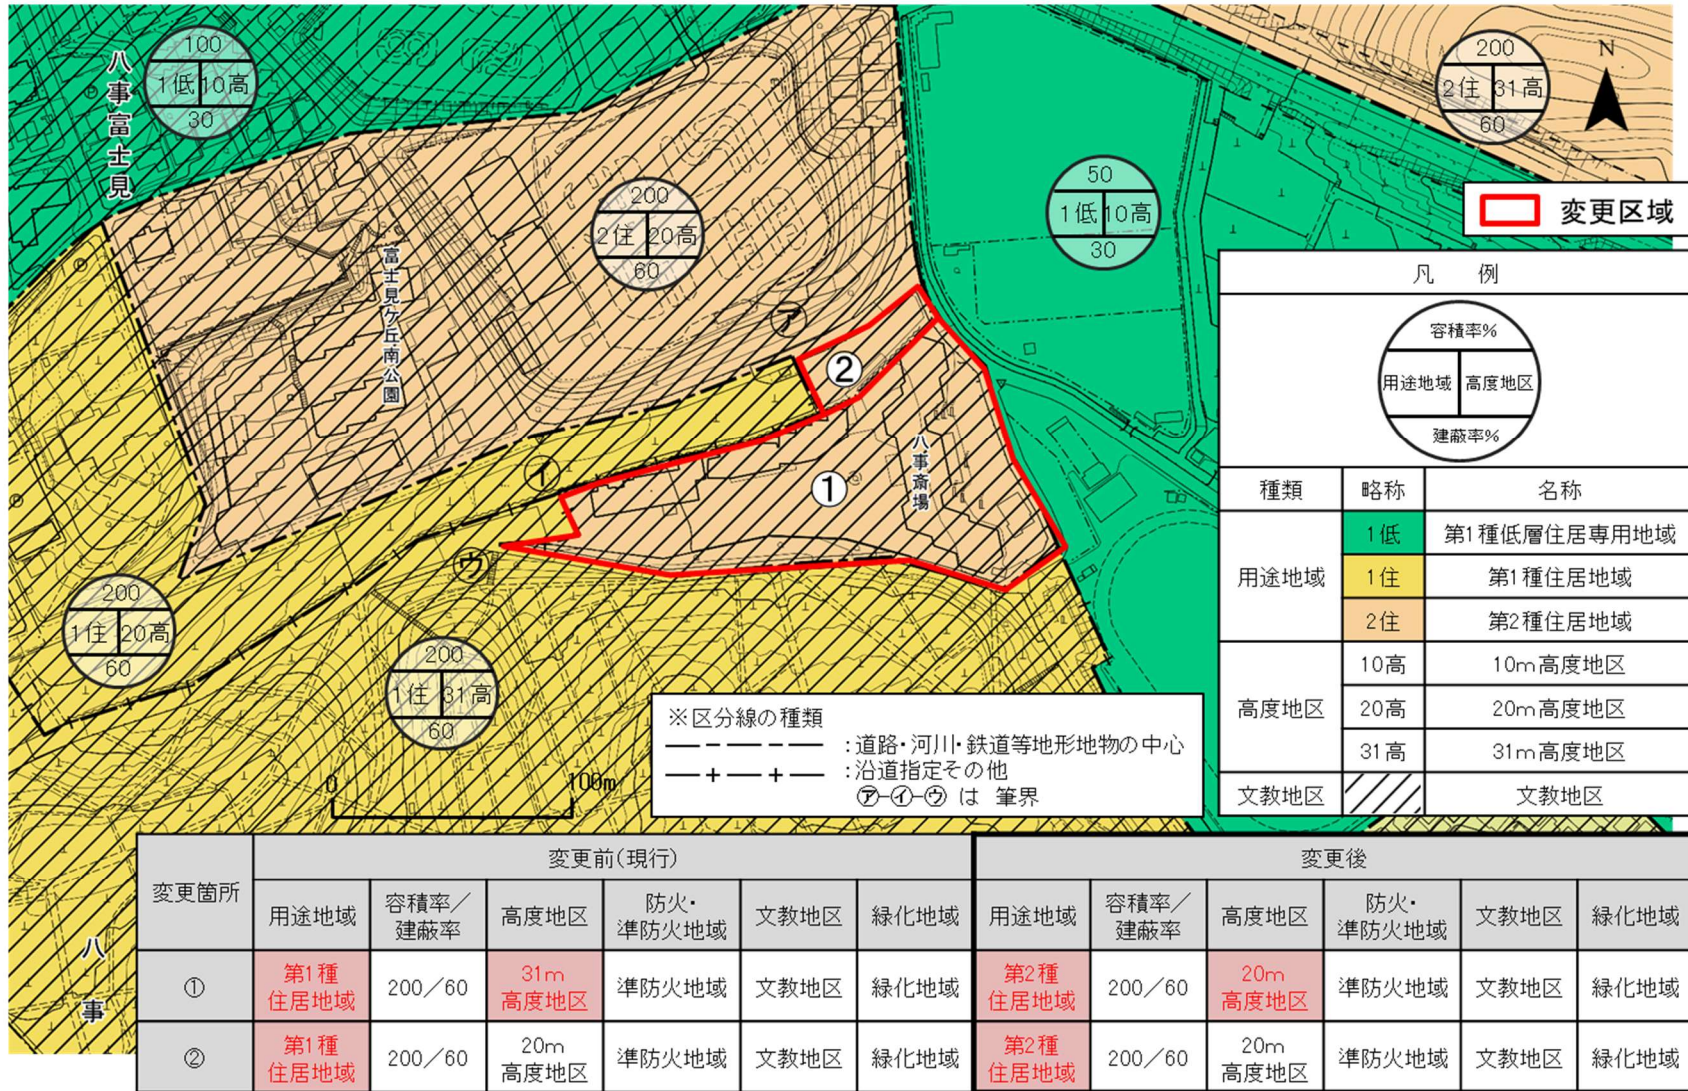 八事富士見
100
1低 10高
30
200
2住 31高
60
N
200
2住 20高
60
50
1低 10高
30
変更区域
富士見ケ丘南公園
ア
②
イ
①
八事斎場
ウ
200
1住 20高
60
200
1住 31高
60
0 100m
八事
凡 例
容積率%
用途地域 高度地区
建蔽率%
種類 略称 名称
用途地域 1低 第1種低層住居専用地域
1住 第1種住居地域
2住 第2種住居地域
高度地区 10高 10m高度地区
20高 20m高度地区
31高 31m高度地区
文教地区 文教地区
※区分線の種類
:道路・河川・鉄道等地形地物の中心
:沿道指定その他
㋐-㋑-㋒ は 筆界
変更箇所 変更前(現行) 変更後
用途地域 容積率／建蔽率 高度地区 防火・準防火地域 文教地区 緑化地域 用途地域 容積率／建蔽率 高度地区 防火・準防火地域 文教地区 緑化地域
① 第1種住居地域 200／60 31m高度地区 準防火地域 文教地区 緑化地域 第2種住居地域 200／60 20m高度地区 準防火地域 文教地区 緑化地域
② 第1種住居地域 200／60 20m高度地区 準防火地域 文教地区 緑化地域 第2種住居地域 200／60 20m高度地区 準防火地域 文教地区 緑化地域